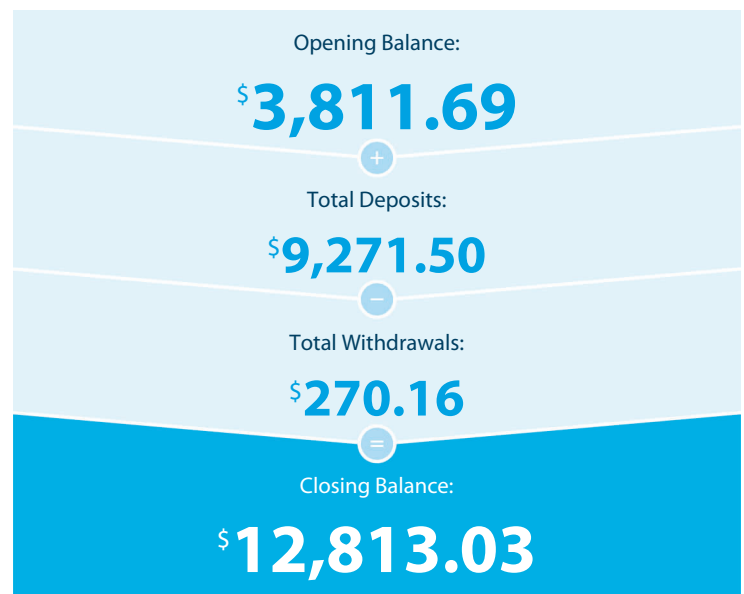 Opening Balance:
$3,811.69
+
Total Deposits:
$9,271.50
−
Total Withdrawals:
$270.16
=
Closing Balance:
$12,813.03